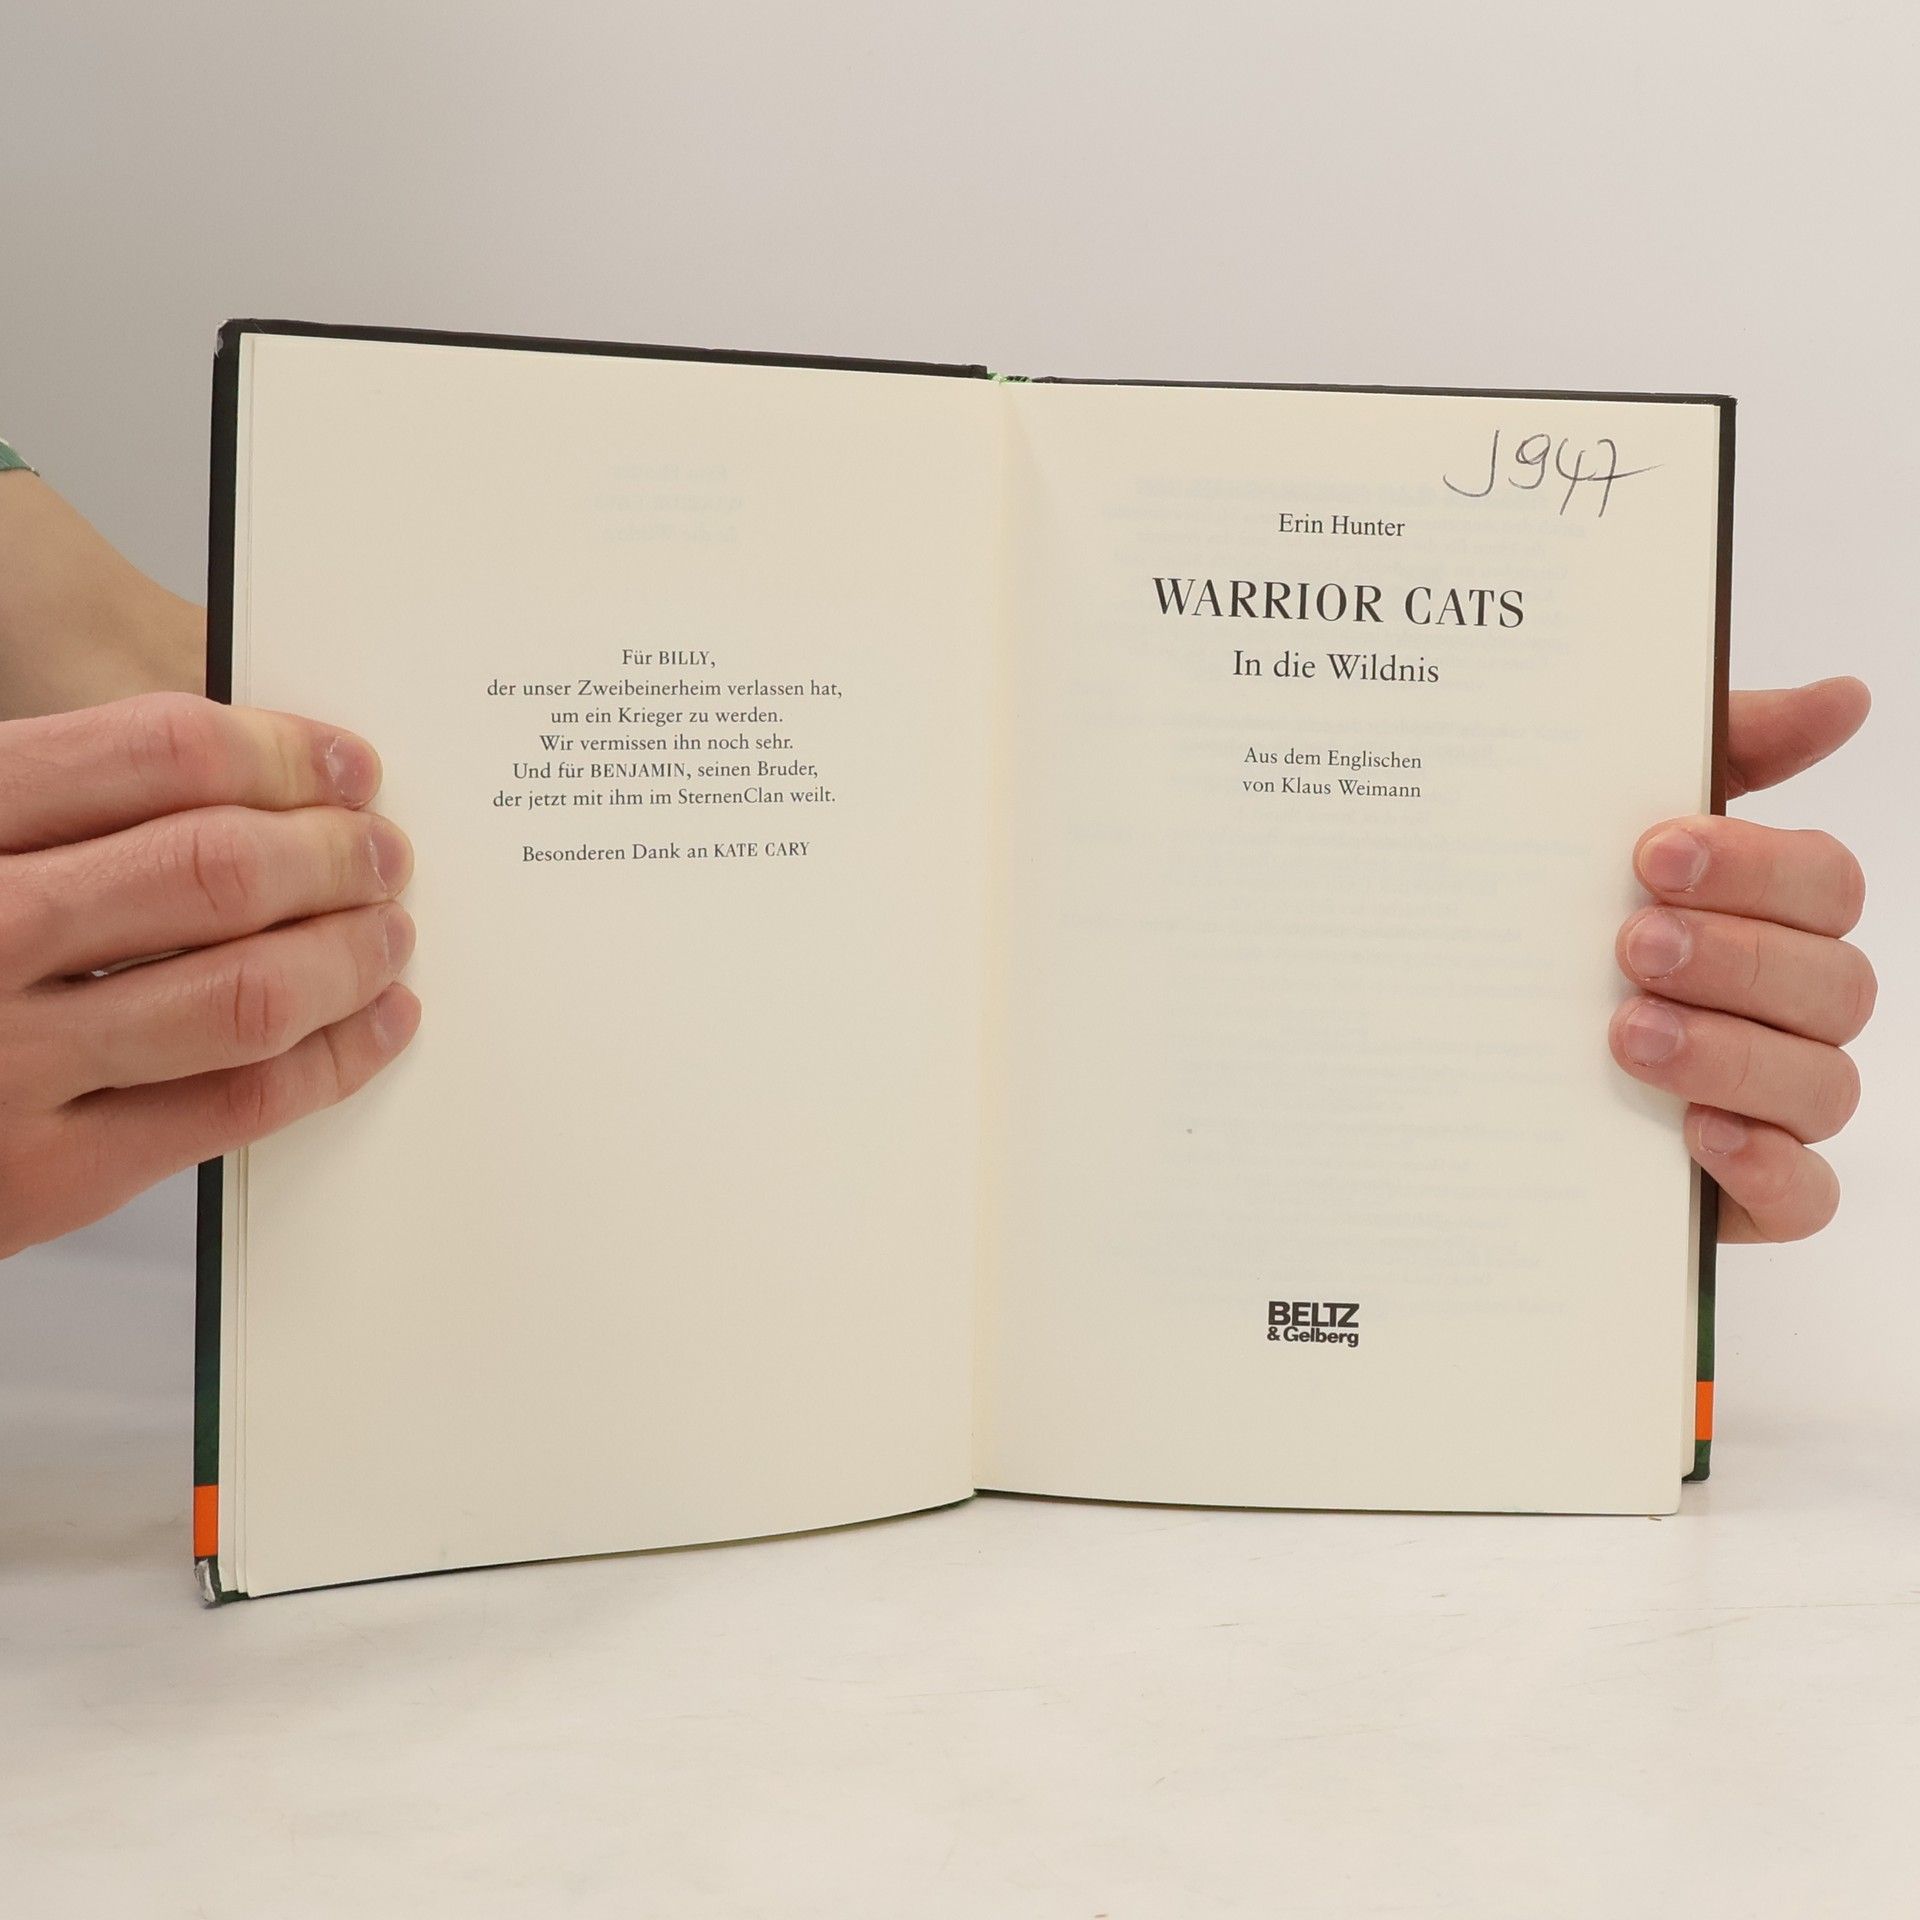 Für BILLY,
der unser Zweibeinerheim verlassen hat,
um ein Krieger zu werden.
Wir vermissen ihn noch sehr.
Und für BENJAMIN, seinen Bruder,
der jetzt mit ihm im SternenClan weilt.
Besonderen Dank an KATE CARY
J947
Erin Hunter
WARRIOR CATS
In die Wildnis
Aus dem Englischen
von Klaus Weimann
BELTZ
& Gelberg